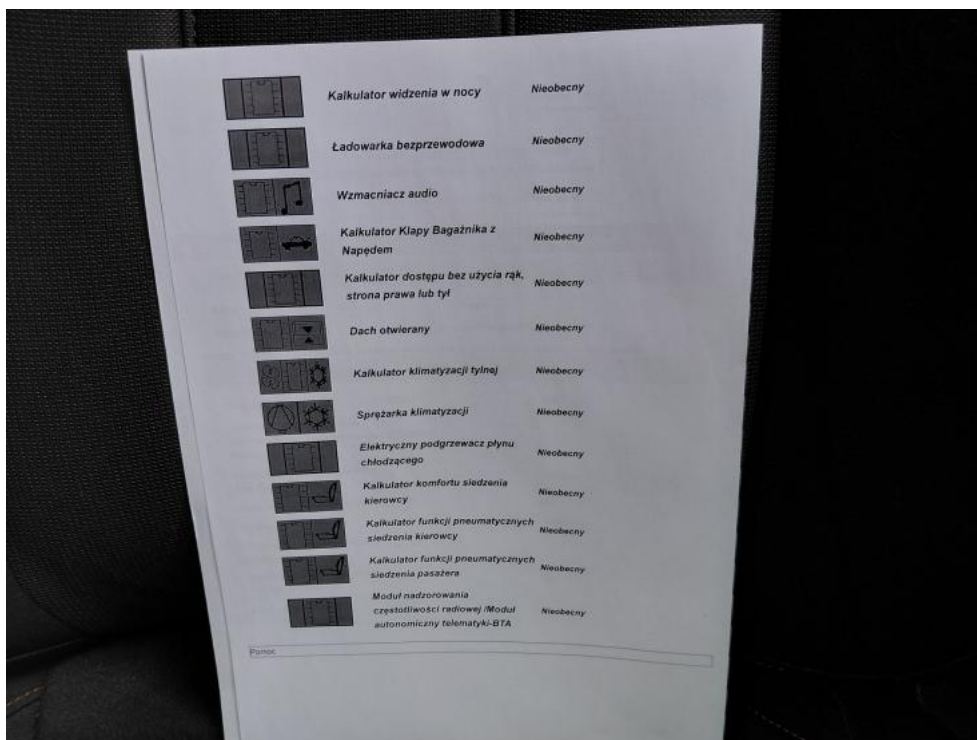 Kalkulator widzenia w nocy Nieobecny
Ładowarka bezprzewodowa Nieobecny
Wzmacniacz audio Nieobecny
Kalkulator Klapy Bagażnika z
Napędem Nieobecny
Kalkulator dostępu bez użycia rąk,
strona prawa lub tył Nieobecny
Dach otwierany Nieobecny
Kalkulator klimatyzacji tylnej Nieobecny
Sprężarka klimatyzacji Nieobecny
Elektryczny podgrzewacz płynu
chłodzącego Nieobecny
Kalkulator komfortu siedzenia
kierowcy Nieobecny
Kalkulator funkcji pneumatycznych
siedzenia kierowcy Nieobecny
Kalkulator funkcji pneumatycznych
siedzenia pasażera Nieobecny
Moduł nadzorowania
częstotliwości radiowej /Moduł Nieobecny
autonomiczny telematyki-BTA
Pomoc